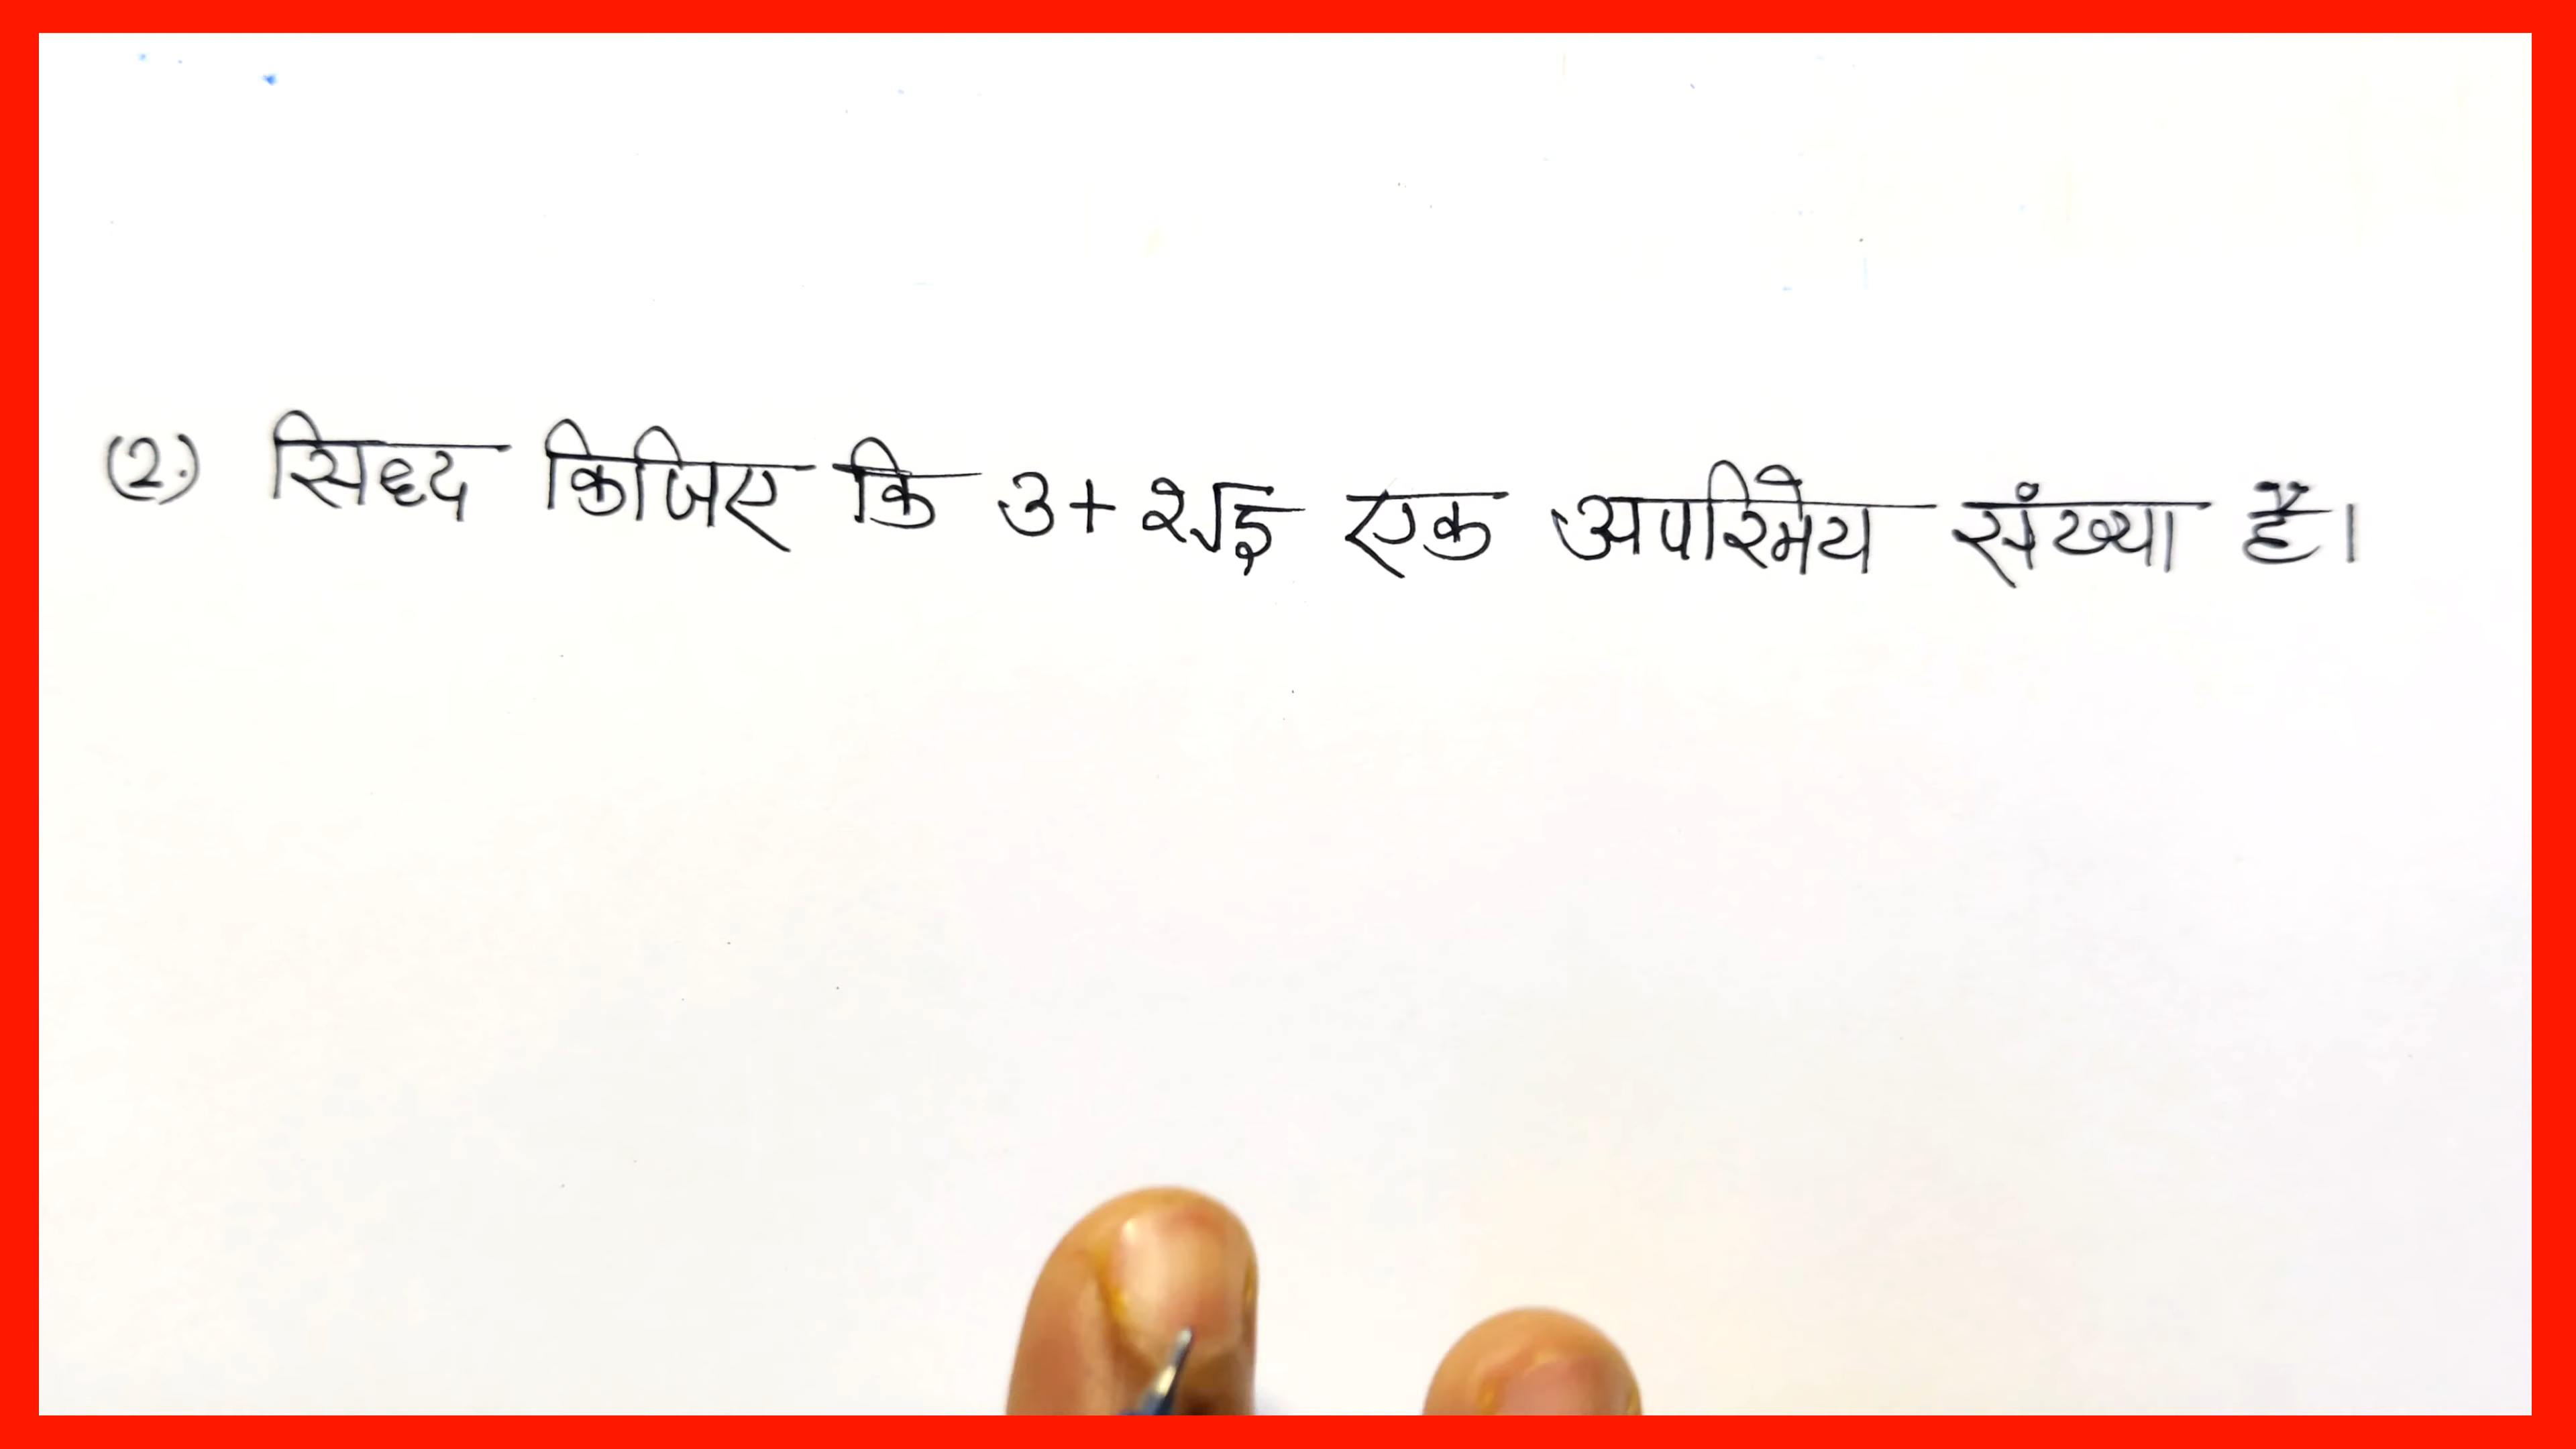 (2.) सिद्द किजिए कि 3 + 2√5 एक अपरिमेय संख्या है।